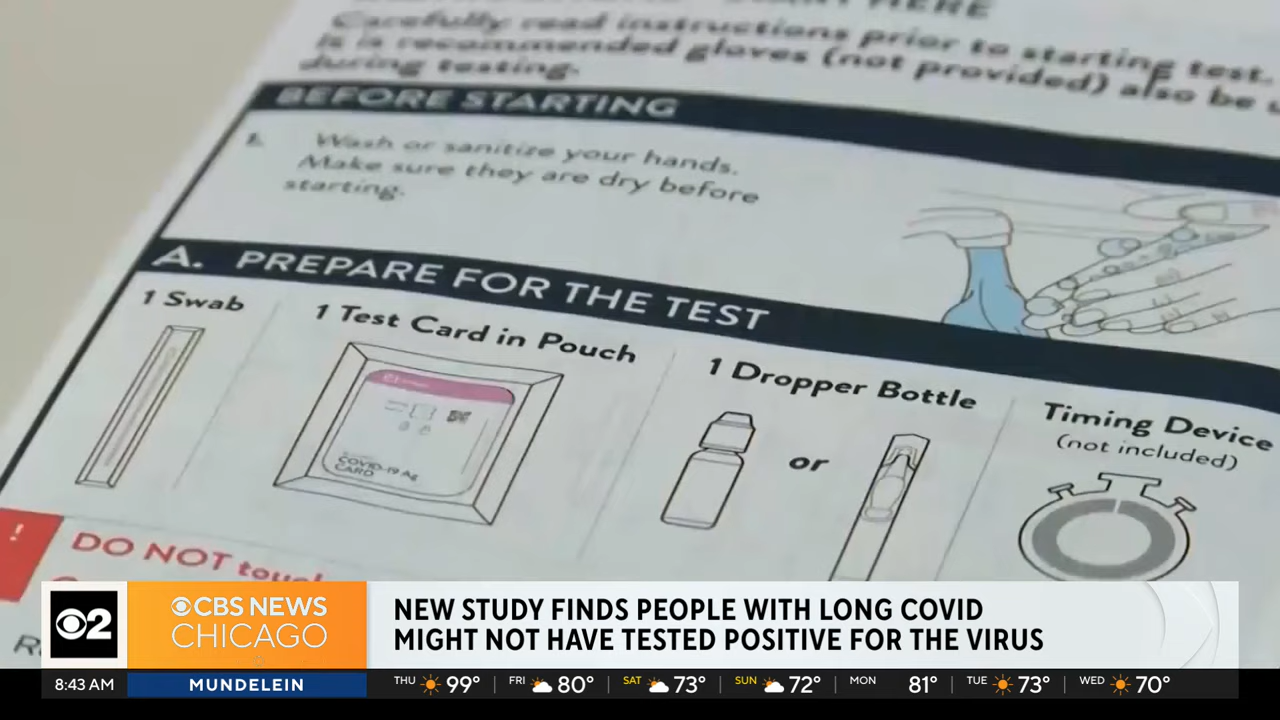 HERE
Carefully read instructions prior to starting test.
is recommended gloves (not provided) also be
during testing.
BEFORE STARTING
1. Wash or sanitize your hands.
Make sure they are dry before
starting.
A. PREPARE FOR THE TEST
1 Swab
1 Test Card in Pouch
1 Dropper Bottle
or
Timing Device
(not included)
COVID-19 Ag
CARD
!
DO NOT
2
CBS NEWS
CHICAGO
NEW STUDY FINDS PEOPLE WITH LONG COVID
MIGHT NOT HAVE TESTED POSITIVE FOR THE VIRUS
8:43 AM MUNDELEIN THU 99° FRI 80° SAT 73° SUN 72° MON 81° TUE 73° WED 70°